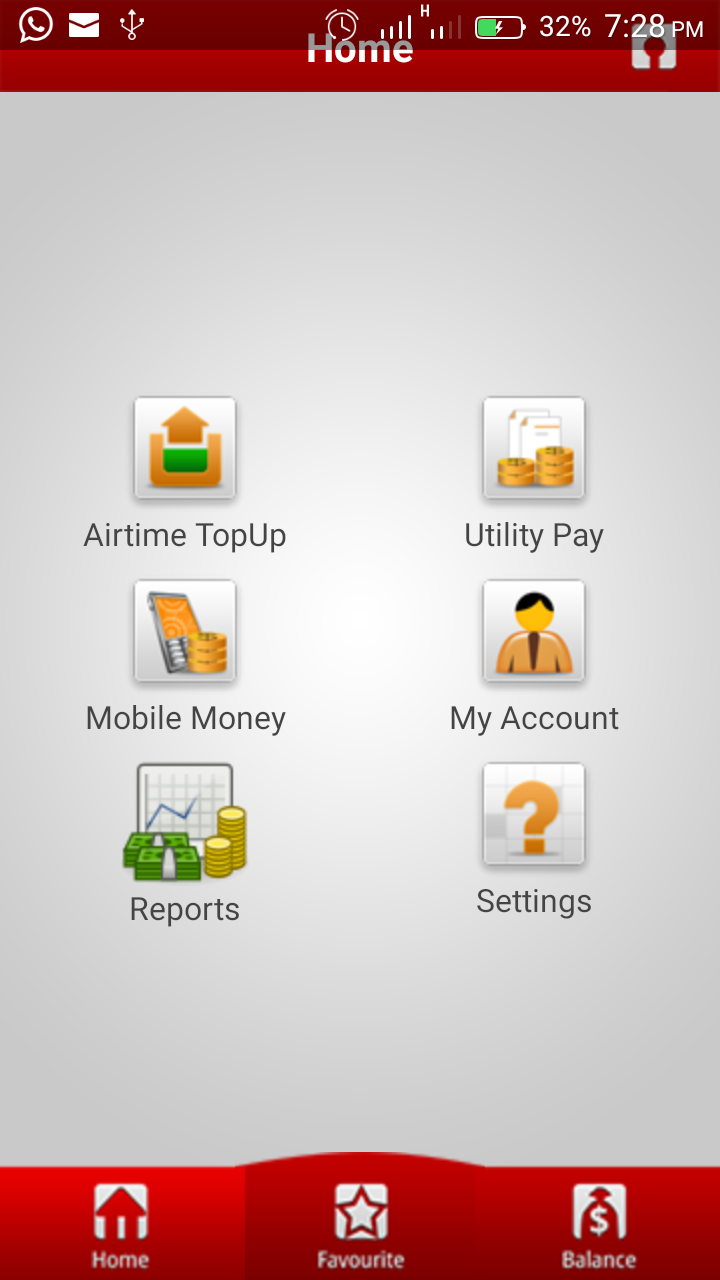 H
32% 7:28 PM
Home
Airtime TopUp
Utility Pay
Mobile Money
My Account
Reports
Settings
Home
Favourite
Balance